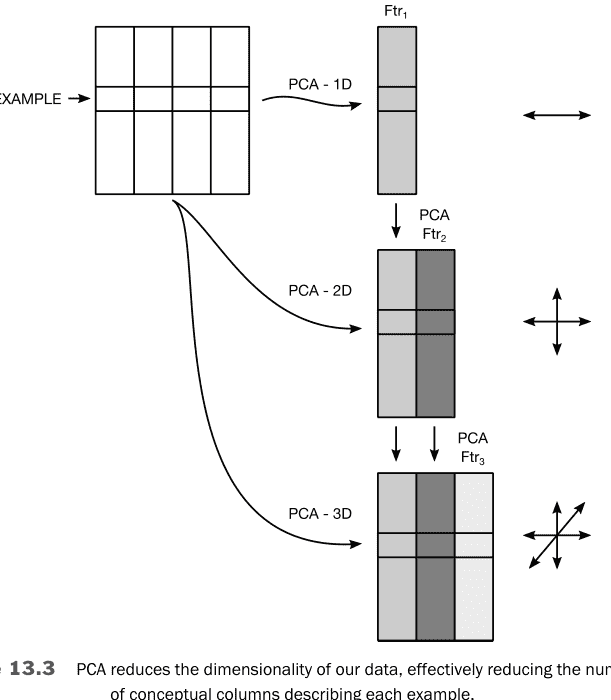 Ftr1
PCA - 1D
EXAMPLE
PCA
Ftr2
PCA - 2D
PCA
Ftr3
PCA - 3D
13.3 PCA reduces the dimensionality of our data, effectively reducing the
of conceptual columns describing each example.